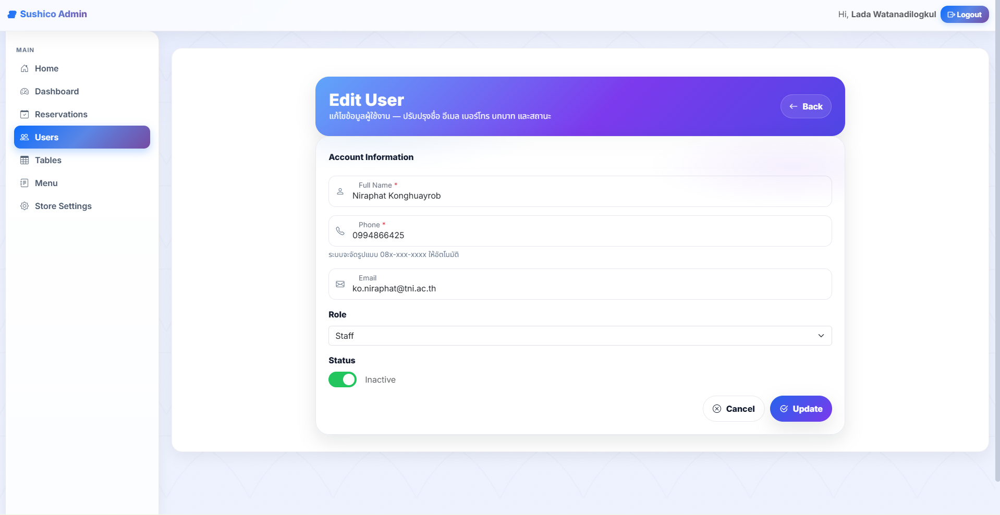 Sushico Admin
Hi, Lada Watanadilogkul
Logout
MAIN
Home
Dashboard
Reservations
Users
Tables
Menu
Store Settings
Edit User
แก้ไขข้อมูลผู้ใช้งาน — ปรับปรุงชื่อ อีเมล เบอร์โทร บทบาท และสถานะ
Back
Account Information
Full Name *
Niraphat Konghuayrob
Phone *
0994866425
ระบบจะจัดรูปแบบ 08x-xxx-xxxx ให้อัตโนมัติ
Email
ko.niraphat@tni.ac.th
Role
Staff
Status
Inactive
Cancel
Update